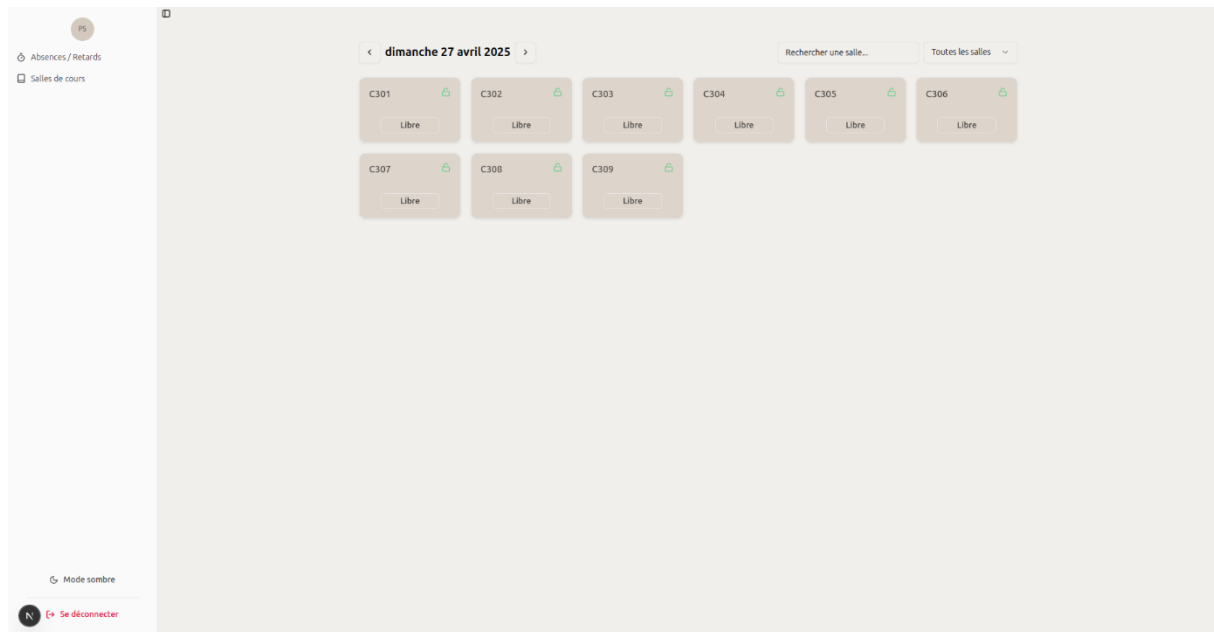 PS
Absences / Retards
Salles de cours
dimanche 27 avril 2025
Rechercher une salle...
Toutes les salles
C301
C302
C303
C304
C305
C306
Libre
Libre
Libre
Libre
Libre
Libre
C307
C308
C309
Libre
Libre
Libre
Mode sombre
N
Se déconnecter